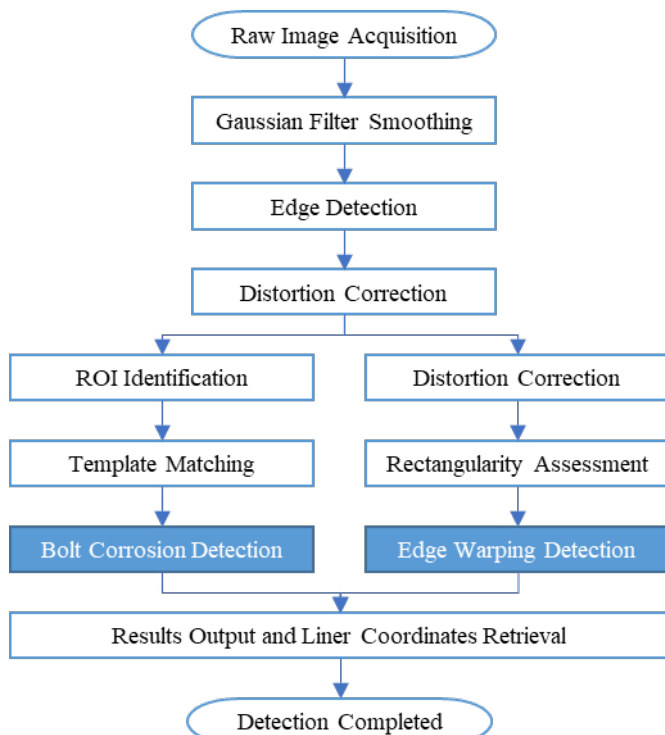 Raw Image Acquisition
Gaussian Filter Smoothing
Edge Detection
Distortion Correction
ROI Identification
Distortion Correction
Template Matching
Rectangularity Assessment
Bolt Corrosion Detection
Edge Warping Detection
Results Output and Liner Coordinates Retrieval
Detection Completed